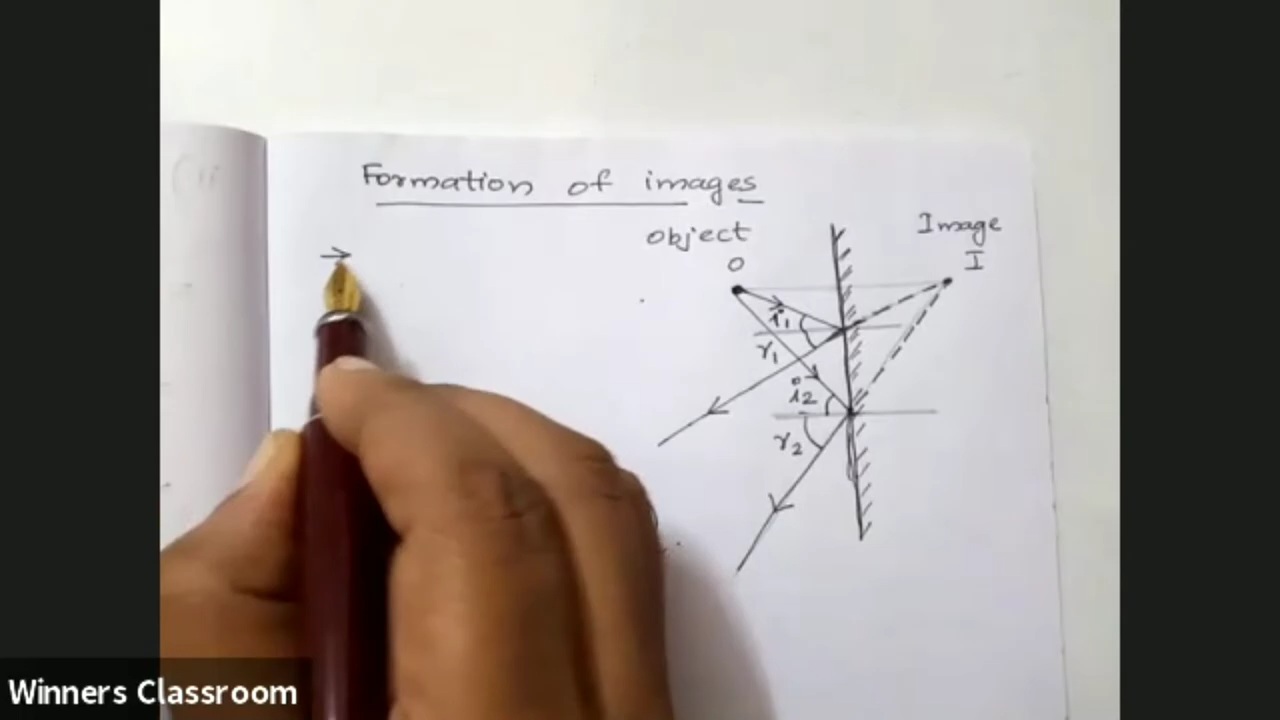 Formation of images
object
O
Image
I
i1
r1
i2
r2
Winners Classroom